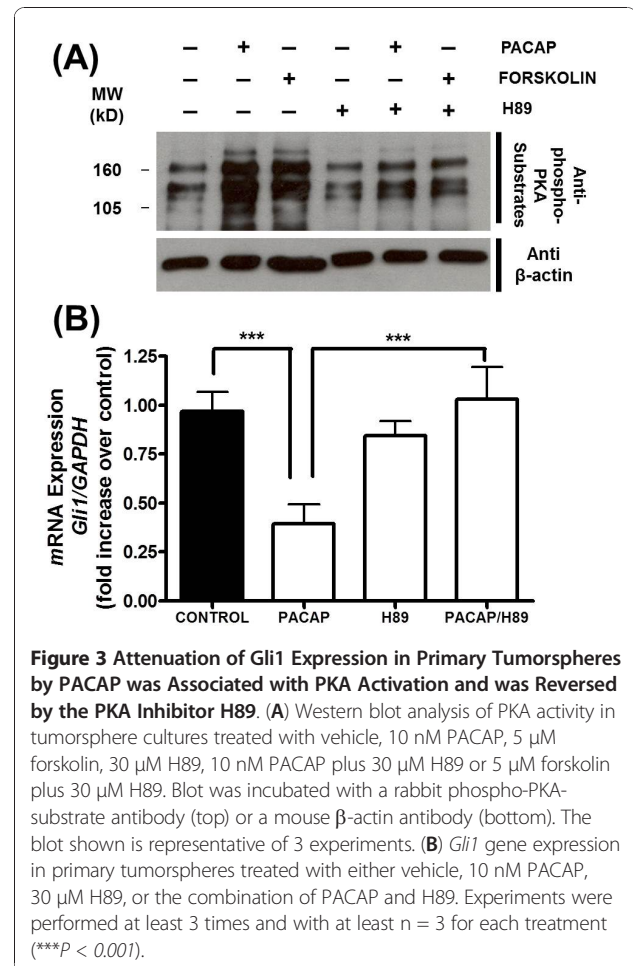 (A)
– + – – + – PACAP
– – + – – + FORSKOLIN
– – – + + + H89
MW
(kD)
160 –
105 –
Anti-
phospho-
PKA
Substrates
Anti
β-actin
(B)
*** ***
mRNA Expression
Gli1/GAPDH
(fold increase over control)
1.25
1.00
0.75
0.50
0.25
0.00
CONTROL PACAP H89 PACAP/H89
Figure 3 Attenuation of Gli1 Expression in Primary Tumorspheres
by PACAP was Associated with PKA Activation and was Reversed
by the PKA Inhibitor H89. (A) Western blot analysis of PKA activity in
tumorsphere cultures treated with vehicle, 10 nM PACAP, 5 μM
forskolin, 30 μM H89, 10 nM PACAP plus 30 μM H89 or 5 μM forskolin
plus 30 μM H89. Blot was incubated with a rabbit phospho-PKA-
substrate antibody (top) or a mouse β-actin antibody (bottom). The
blot shown is representative of 3 experiments. (B) Gli1 gene expression
in primary tumorspheres treated with either vehicle, 10 nM PACAP,
30 μM H89, or the combination of PACAP and H89. Experiments were
performed at least 3 times and with at least n = 3 for each treatment
(***P < 0.001).